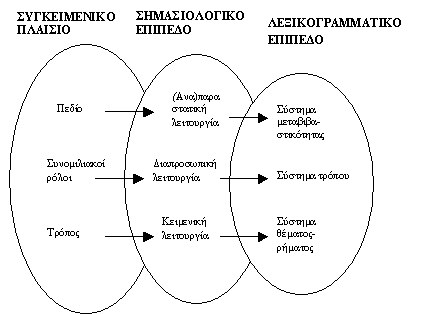 ΣΥΓΚΕΙΜΕΝΙΚΟ
ΠΛΑΙΣΙΟ
ΣΗΜΑΣΙΟΛΟΓΙΚΟ
ΕΠΙΠΕΔΟ
ΛΕΞΙΚΟΓΡΑΜΜΑΤΙΚΟ
ΕΠΙΠΕΔΟ
Πεδίο
(Ανα)παρα
στατική
λειτουργία
Σύστημα
μεταβιβα-
στικότητας
Συνομιλιακοί
ρόλοι
Διαπροσωπική
λειτουργία
Σύστημα τρόπου
Τρόπος
Κειμενική
λειτουργία
Σύστημα
θέματος-
ρήματος